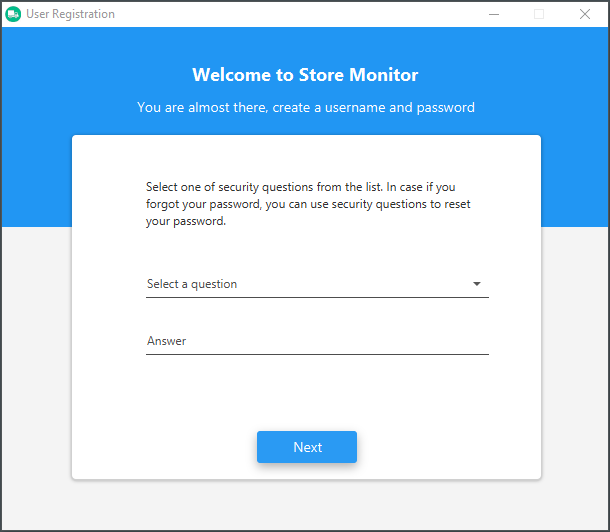 User Registration
Welcome to Store Monitor
You are almost there, create a username and password
Select one of security questions from the list. In case if you
forgot your password, you can use security questions to reset
your password.
Select a question
Answer
Next